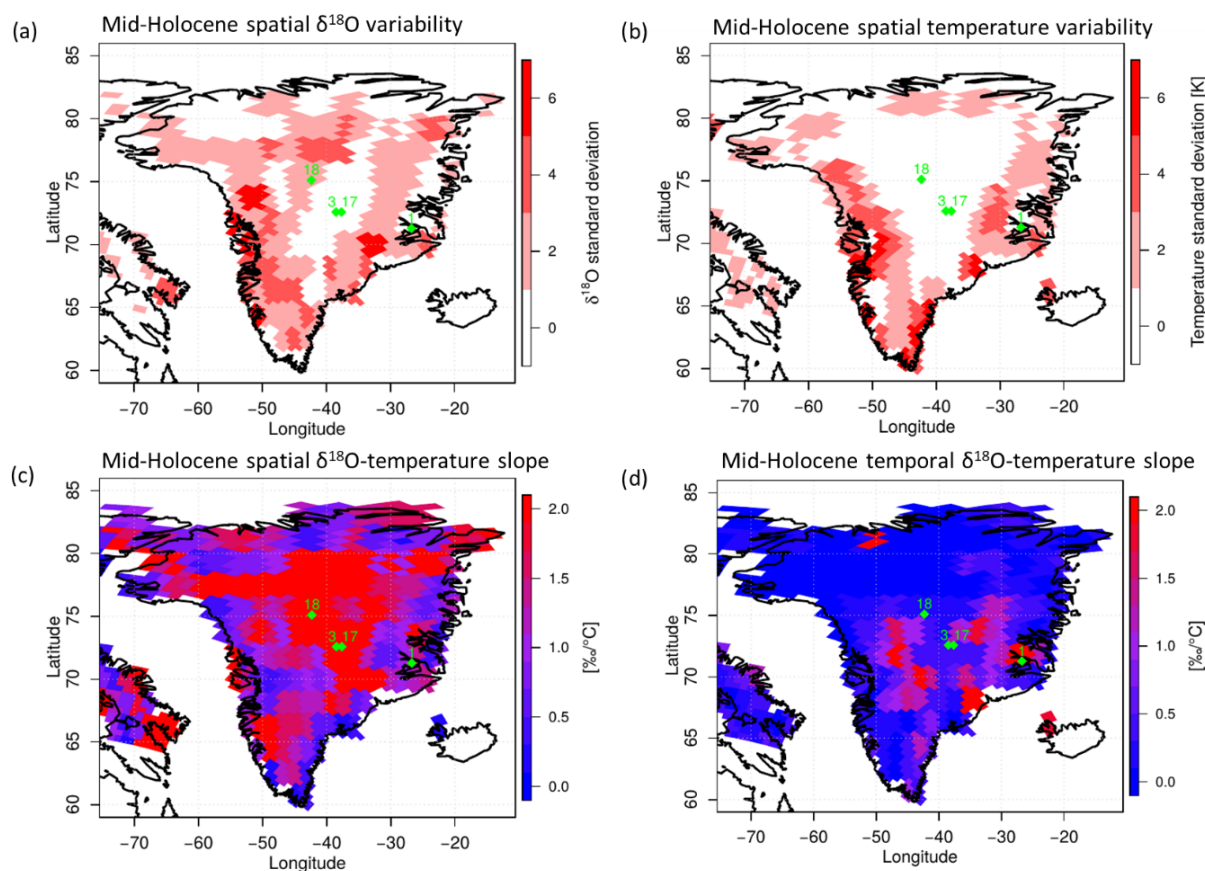 (a)
Mid-Holocene spatial δ¹⁸O variability
85
80
75
70
65
60
Latitude
18
3 17
1
−70 −60 −50 −40 −30 −20
Longitude
6
4
2
0
δ¹⁸O standard deviation
(b)
Mid-Holocene spatial temperature variability
85
80
75
70
65
60
Latitude
18
3 17
1
−70 −60 −50 −40 −30 −20
Longitude
6
4
2
0
Temperature standard deviation [K]
(c)
Mid-Holocene spatial δ¹⁸O-temperature slope
85
80
75
70
65
60
Latitude
18
3 17
1
−70 −60 −50 −40 −30 −20
Longitude
2.0
1.5
1.0
0.5
0.0
[‰/°C]
(d)
Mid-Holocene temporal δ¹⁸O-temperature slope
85
80
75
70
65
60
Latitude
18
3 17
1
−70 −60 −50 −40 −30 −20
Longitude
2.0
1.5
1.0
0.5
0.0
[‰/°C]